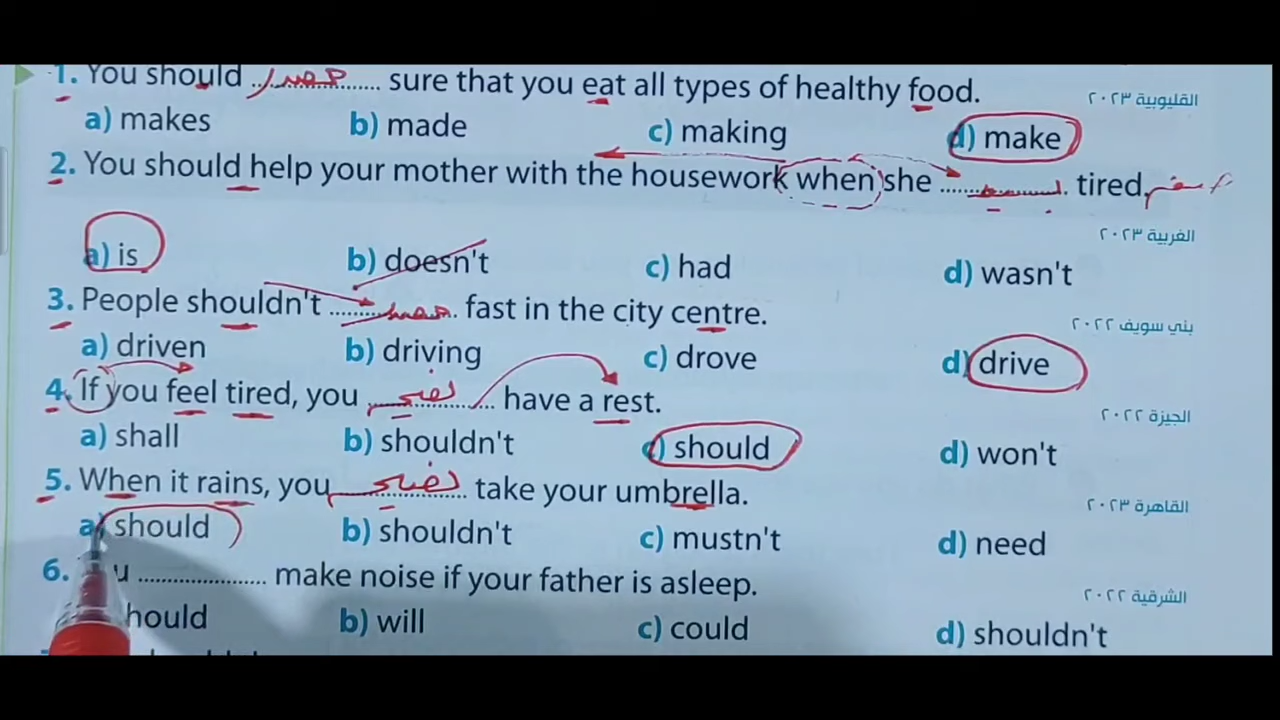 1. You should مصدر sure that you eat all types of healthy food. القليوبية ٢٠٢٣
a) makes b) made c) making d) make
2. You should help your mother with the housework when she ........ tired,
الغربية ٢٠٢٣
a) is b) doesn't c) had d) wasn't
3. People shouldn't مصدر fast in the city centre. بني سويف ٢٠٢٢
a) driven b) driving c) drove d) drive
4. If you feel tired, you ........ have a rest. الجيزة ٢٠٢٢
a) shall b) shouldn't c) should d) won't
5. When it rains, you ........ take your umbrella. القاهرة ٢٠٢٣
a) should b) shouldn't c) mustn't d) need
6. ........ make noise if your father is asleep. الشرقية ٢٠٢٢
b) will c) could d) shouldn't